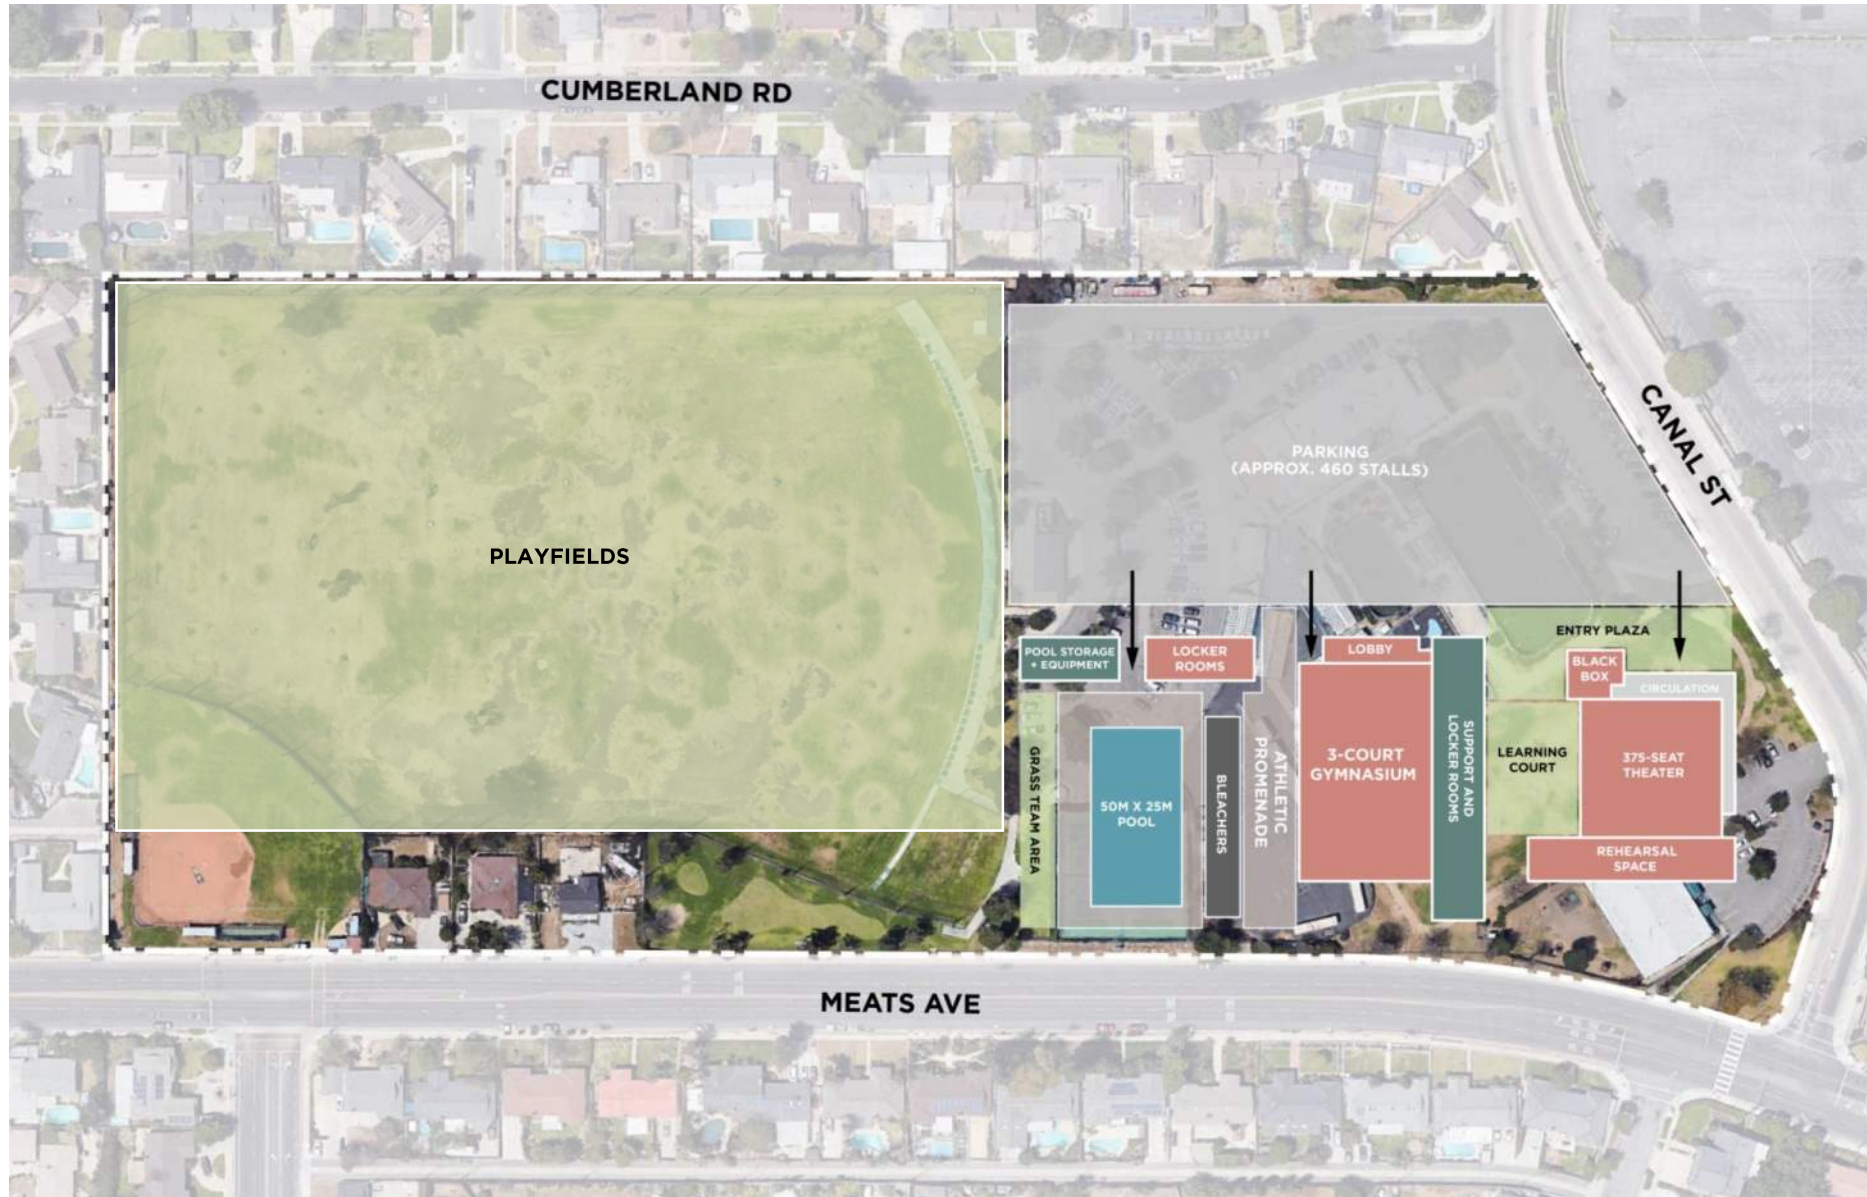 CUMBERLAND RD
CANAL ST
PARKING
(APPROX. 460 STALLS)
PLAYFIELDS
ENTRY PLAZA
POOL STORAGE
+ EQUIPMENT
LOCKER
ROOMS
LOBBY
BLACK
BOX
CIRCULATION
GRASS TEAM AREA
50M X 25M
POOL
BLEACHERS
ATHLETIC
PROMENADE
3-COURT
GYMNASIUM
SUPPORT AND
LOCKER ROOMS
LEARNING
COURT
375-SEAT
THEATER
REHEARSAL
SPACE
MEATS AVE